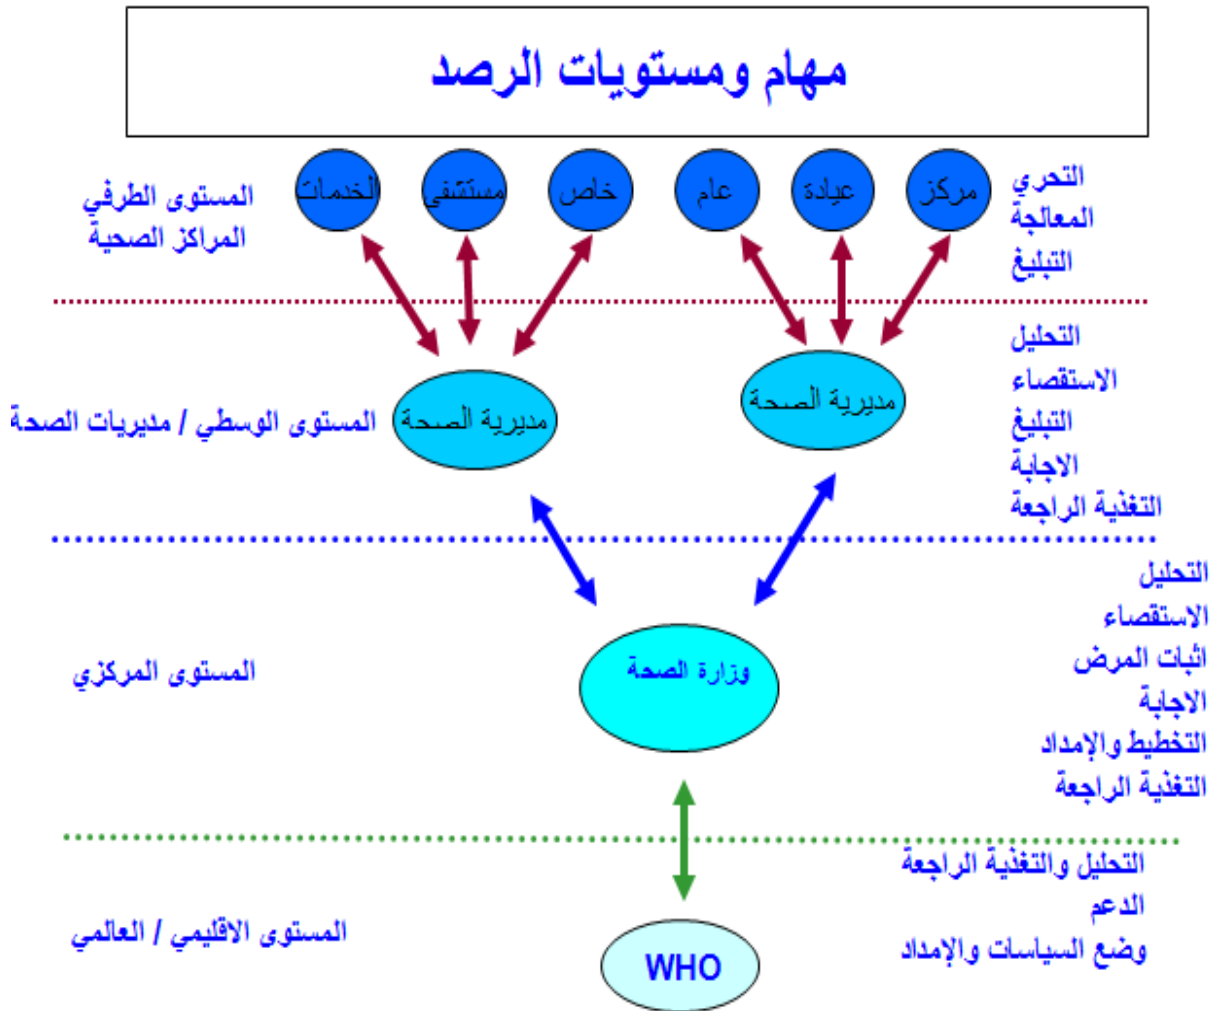 مهام ومستويات الرصد
مركز
عيادة
عام
خاص
مستشفى
الخدمات
التحري
المعالجة
التبليغ
المستوى الطرفي
المراكز الصحية
التحليل
الاستقصاء
التبليغ
الاجابة
التغذية الراجعة
مديرية الصحة
مديرية الصحة
المستوى الوسطي / مديريات الصحة
التحليل
الاستقصاء
اثبات المرض
الاجابة
التخطيط والإمداد
التغذية الراجعة
وزارة الصحة
المستوى المركزي
التحليل والتغذية الراجعة
الدعم
وضع السياسات والإمداد
WHO
المستوى الاقليمي / العالمي